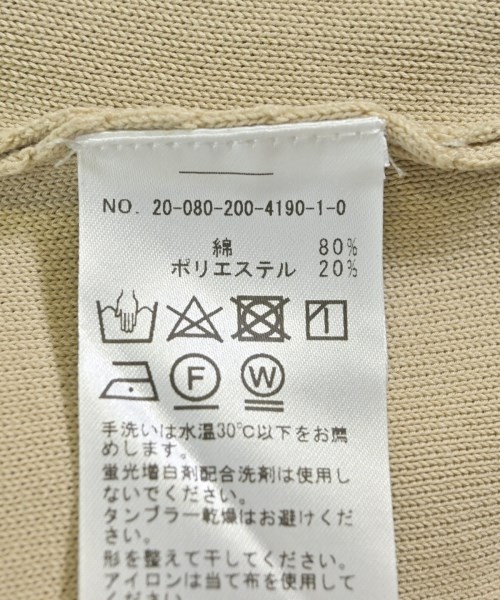 NO. 20-080-200-4190-1-0
綿 80%
ポリエステル 20%
F W
手洗いは水温30℃以下をお薦
めします。
蛍光増白剤配合洗剤は使用し
ないでください。
タンブラー乾燥はお避けくだ
さい。
形を整えて干してください。
アイロンは当て布を使用して
ください。